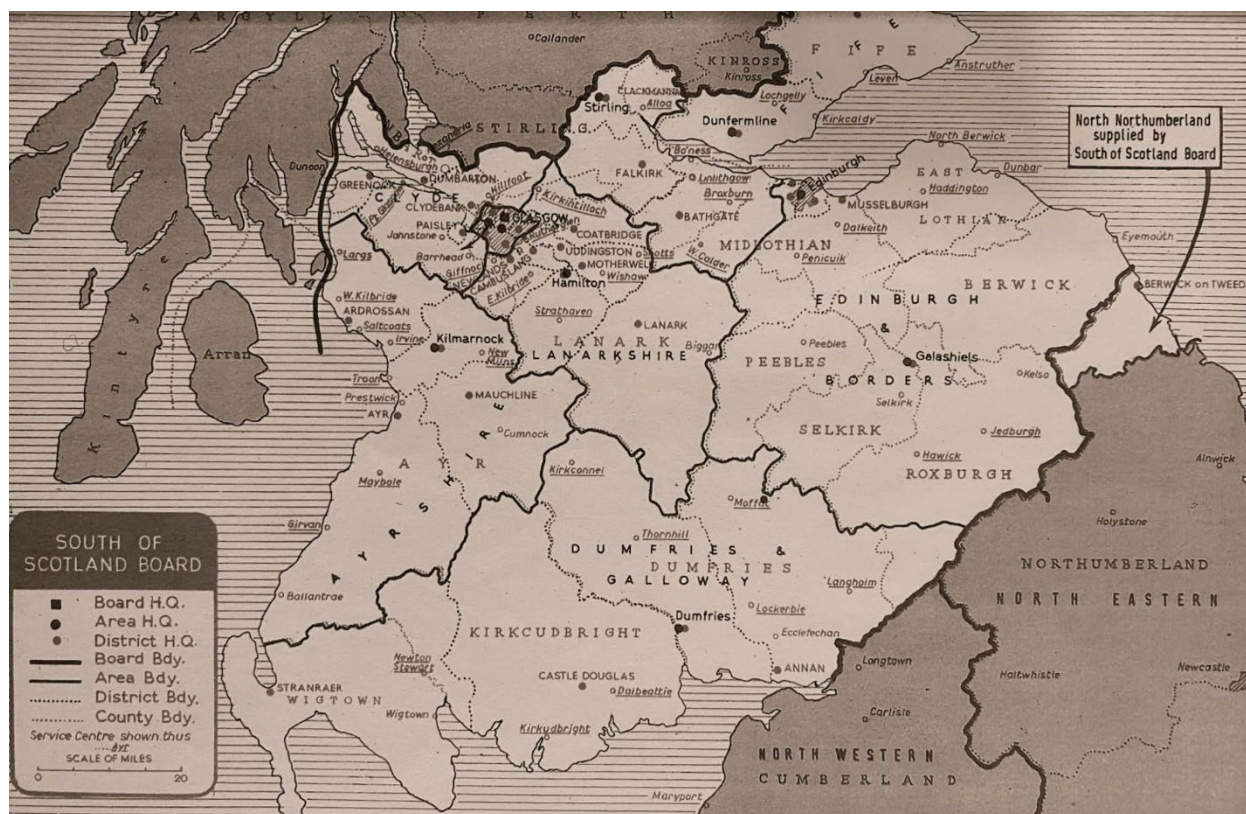 ARGYLL
PERTH
Callander
FIFE
KINROSS
Kinross
Leven
Anstruther
CLACKMANNAN
Alloa
Stirling
STIRLING
Lochgelly
Dunfermline
Kirkcaldy
North Northumberland
supplied by
South of Scotland Board
Dunoon
Helensburgh
DUMBARTON
GREENOCK
CLYDE
CLYDEBANK
Hillfoot
Kirkintilloch
GLASGOW
PAISLEY
Johnstone
Barrhead
Giffnock
NEWLANDS
CAMBUSLANG
E.Kilbride
Rutherglen
COATBRIDGE
UDDINGSTON
MOTHERWELL
Wishaw
Shotts
Hamilton
Bo'ness
FALKIRK
Linlithgow
Broxburn
BATHGATE
W.Calder
Edinburgh
MUSSELBURGH
Dalkeith
MIDLOTHIAN
Penicuik
North Berwick
Dunbar
EAST
Haddington
LOTHIAN
Eyemouth
BERWICK
BERWICK on TWEED
Largs
W.Kilbride
ARDROSSAN
Saltcoats
Irvine
Kilmarnock
New
Milns
Strathaven
LANARK
LANARK
LANARKSHIRE
Biggar
EDINBURGH
&
BORDERS
Peebles
PEEBLES
Galashiels
Selkirk
SELKIRK
Kelso
Jedburgh
Hawick
ROXBURGH
Kintyre
Arran
Troon
Prestwick
AYR
MAUCHLINE
Cumnock
AYR
AYRSHIRE
Maybole
Girvan
Ballantrae
Kirkconnel
Moffat
Thornhill
DUMFRIES &
DUMFRIES
GALLOWAY
Langholm
Lockerbie
Dumfries
Ecclefechan
ANNAN
KIRKCUDBRIGHT
CASTLE DOUGLAS
Dalbeattie
Kirkudbright
Newton
Stewart
STRANRAER
WIGTOWN
Wigtown
Alnwick
Holystone
NORTHUMBERLAND
NORTH EASTERN
Longtown
Haltwhistle
Newcastle
Carlisle
NORTH WESTERN
CUMBERLAND
Maryport
SOUTH OF
SCOTLAND BOARD
Board H.Q.
Area H.Q.
District H.Q.
Board Bdy.
Area Bdy.
District Bdy.
County Bdy.
Service Centre shown thus
Ayr
SCALE OF MILES
0 20